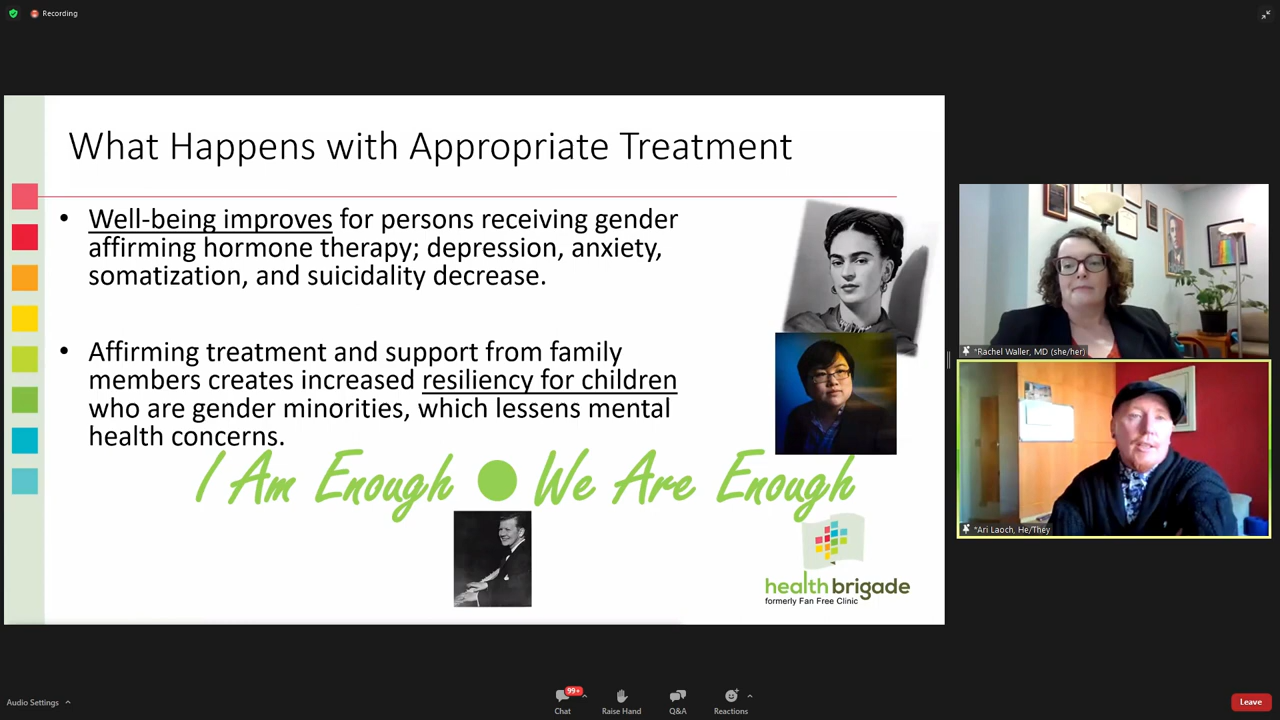 Recording
What Happens with Appropriate Treatment
• Well-being improves for persons receiving gender
affirming hormone therapy; depression, anxiety,
somatization, and suicidality decrease.
• Affirming treatment and support from family
members creates increased resiliency for children
who are gender minorities, which lessens mental
health concerns.
I Am Enough ● We Are Enough
health brigade
formerly Fan Free Clinic
*Rachel Waller, MD (she/her)
*Ari Laoch, He/They
Audio Settings
99+
Chat
Raise Hand
Q&A
Reactions
Leave